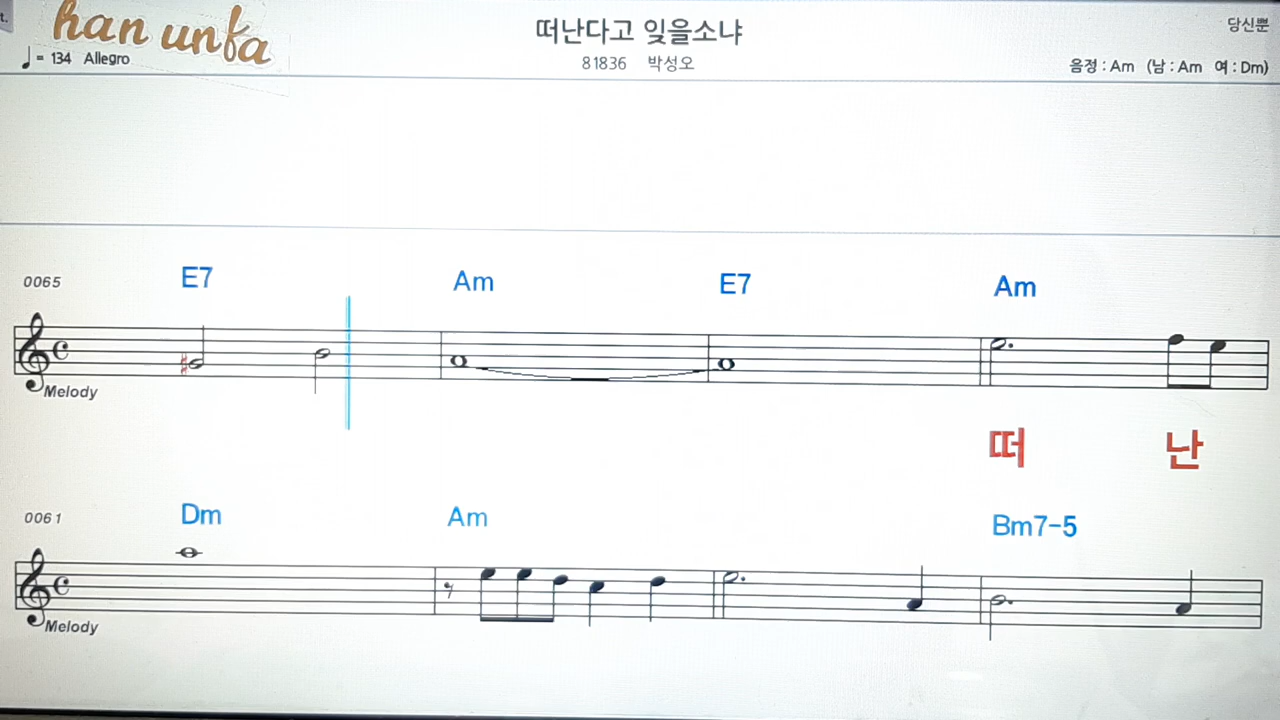 t.
han unfa
떠난다고 잊을소냐
당신뿐
♩ = 134 Allegro
81836 박성오
음정 : Am (남 : Am 여 : Dm)
0065 E7 Am E7 Am
Melody
떠 난
0061 Dm Am Bm7-5
Melody